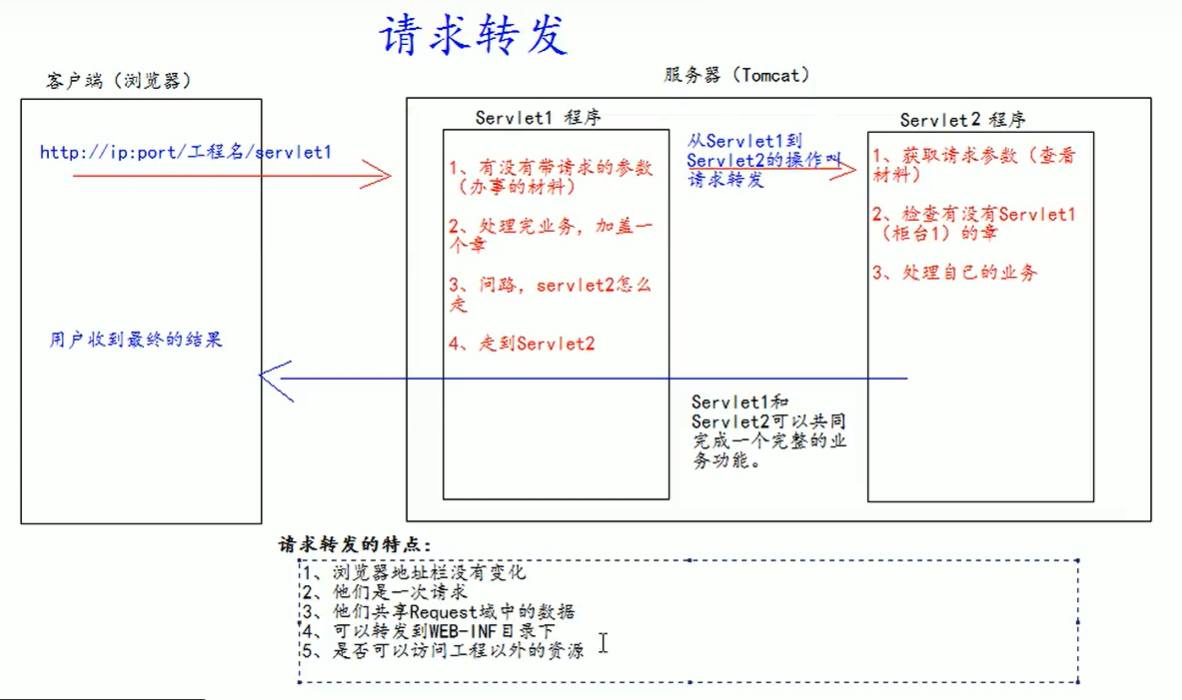 请求转发
客户端（浏览器）
服务器（Tomcat）
http://ip:port/工程名/servlet1
用户收到最终的结果
Servlet1 程序
1、有没有带请求的参数
（办事的材料）
2、处理完业务，加盖一
个章
3、问路，servlet2怎么
走
4、走到Servlet2
从Servlet1到
Servlet2的操作叫
请求转发
Servlet2 程序
1、获取请求参数（查看
材料）
2、检查有没有Servlet1
（柜台1）的章
3、处理自己的业务
Servlet1和
Servlet2可以共同
完成一个完整的业
务功能。
请求转发的特点：
1、浏览器地址栏没有变化
2、他们是一次请求
3、他们共享Request域中的数据
4、可以转发到WEB-INF目录下
5、是否可以访问工程以外的资源